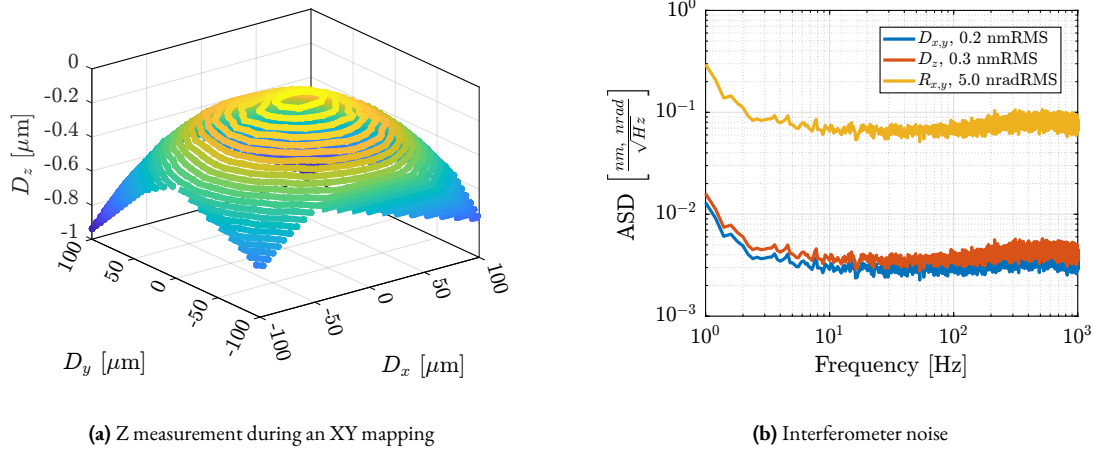 0
-0.2
-0.4
-0.6
-0.8
-1
D_z [μm]
100
50
0
-50
-100
D_y [μm]
-100
-50
0
50
100
D_x [μm]
(a) Z measurement during an XY mapping
10^0
10^-1
10^-2
10^-3
ASD [nm, nrad / √Hz]
D_{x,y}, 0.2 nmRMS
D_z, 0.3 nmRMS
R_{x,y}, 5.0 nradRMS
10^0
10^1
10^2
10^3
Frequency [Hz]
(b) Interferometer noise